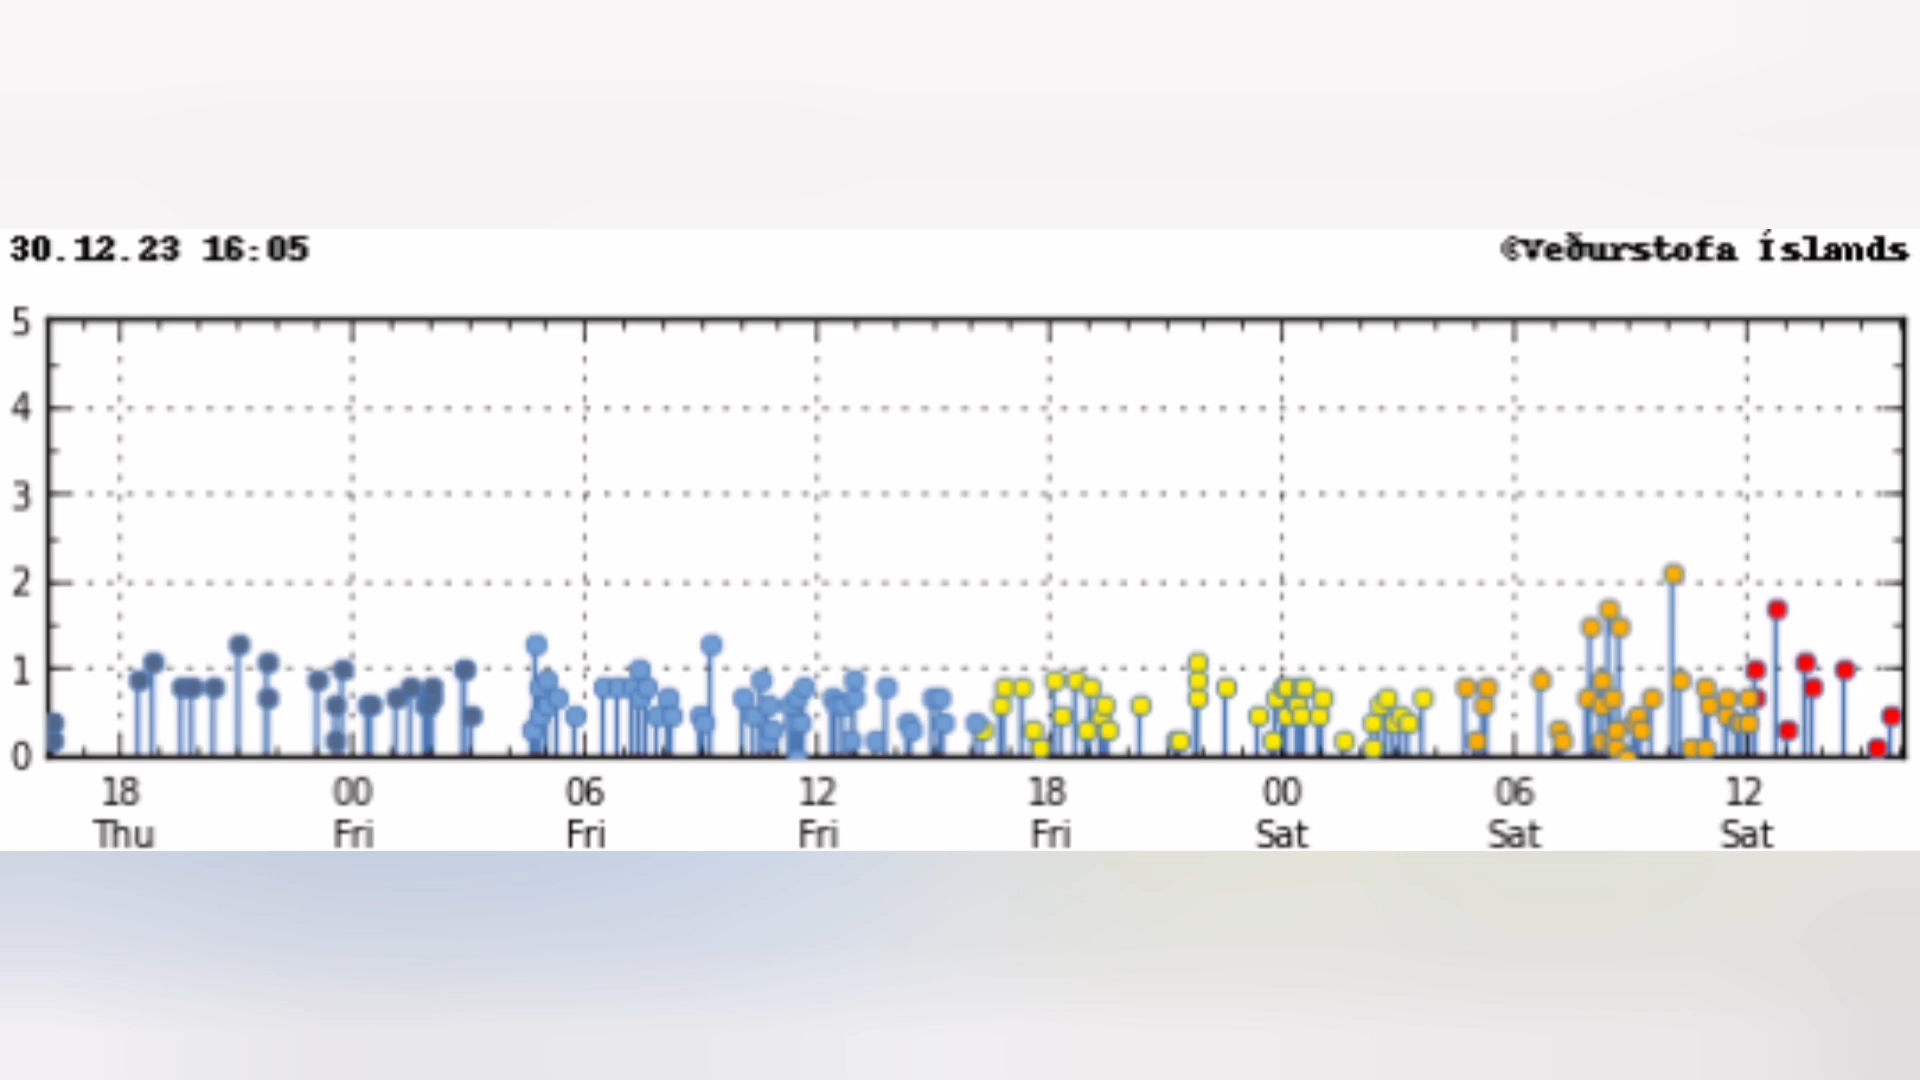 30.12.23 16:05
©Veðurstofa Íslands
5
4
3
2
1
0
18 00 06 12 18 00 06 12
Thu Fri Fri Fri Fri Sat Sat Sat